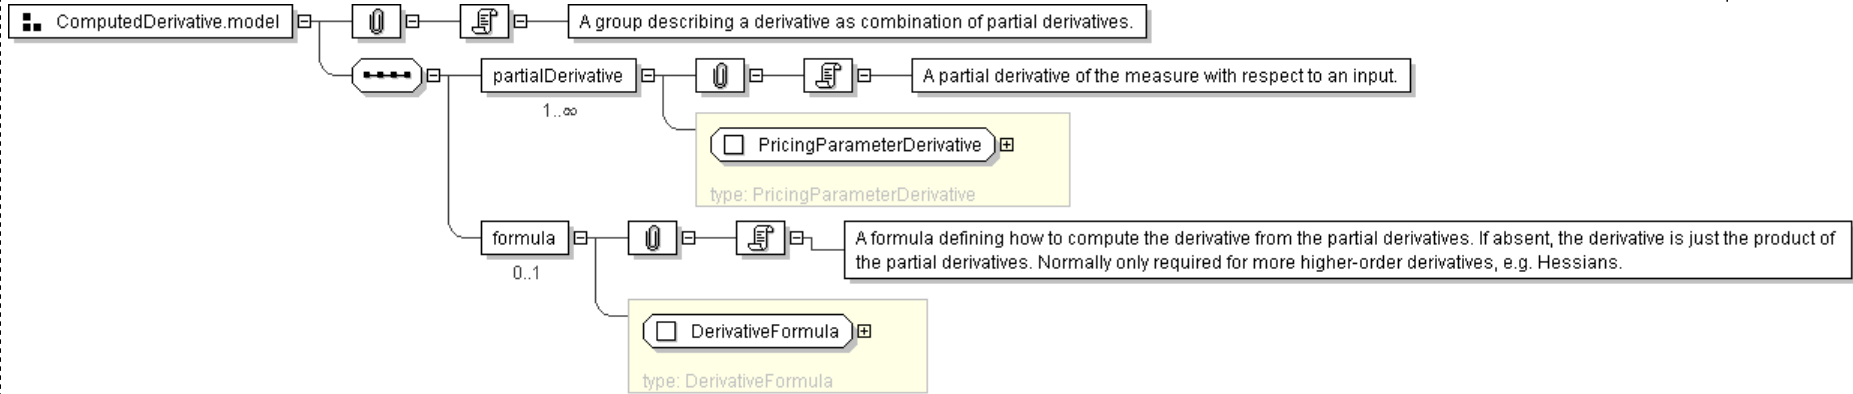 ComputedDerivative.model
A group describing a derivative as combination of partial derivatives.
partialDerivative
A partial derivative of the measure with respect to an input.
1..∞
PricingParameterDerivative
type: PricingParameterDerivative
formula
A formula defining how to compute the derivative from the partial derivatives. If absent, the derivative is just the product of
the partial derivatives. Normally only required for more higher-order derivatives, e.g. Hessians.
0..1
DerivativeFormula
type: DerivativeFormula